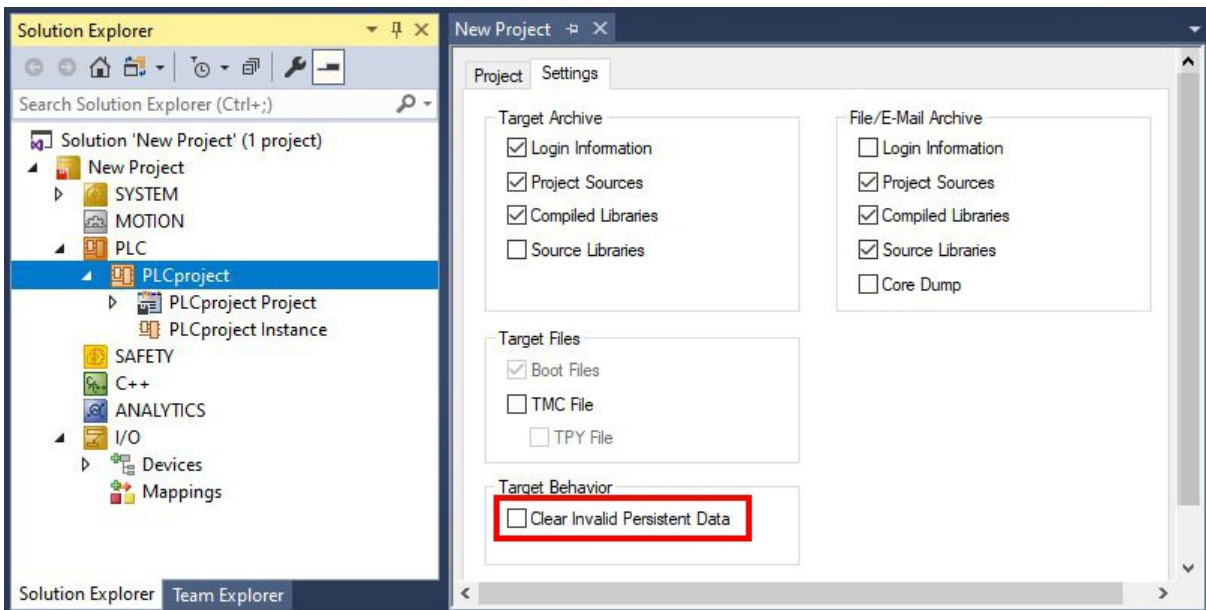 Solution Explorer
Search Solution Explorer (Ctrl+;)
Solution 'New Project' (1 project)
New Project
SYSTEM
MOTION
PLC
PLCproject
PLCproject Project
PLCproject Instance
SAFETY
C++
ANALYTICS
I/O
Devices
Mappings
Solution Explorer
Team Explorer
New Project
Project
Settings
Target Archive
Login Information
Project Sources
Compiled Libraries
Source Libraries
File/E-Mail Archive
Login Information
Project Sources
Compiled Libraries
Source Libraries
Core Dump
Target Files
Boot Files
TMC File
TPY File
Target Behavior
Clear Invalid Persistent Data